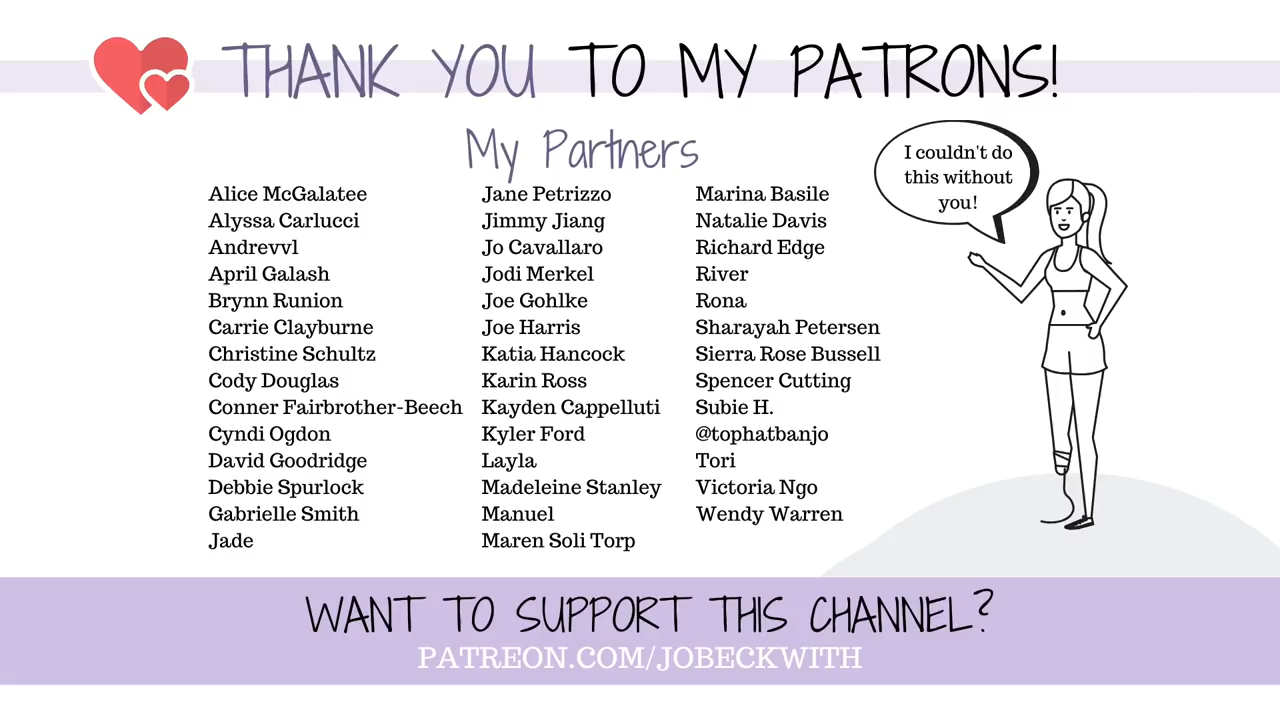 THANK YOU TO MY PATRONS!
My Partners
Alice McGalatee
Alyssa Carlucci
Andrevvl
April Galash
Brynn Runion
Carrie Clayburne
Christine Schultz
Cody Douglas
Conner Fairbrother-Beech
Cyndi Ogdon
David Goodridge
Debbie Spurlock
Gabrielle Smith
Jade
Jane Petrizzo
Jimmy Jiang
Jo Cavallaro
Jodi Merkel
Joe Gohlke
Joe Harris
Katia Hancock
Karin Ross
Kayden Cappelluti
Kyler Ford
Layla
Madeleine Stanley
Manuel
Maren Soli Torp
Marina Basile
Natalie Davis
Richard Edge
River
Rona
Sharayah Petersen
Sierra Rose Bussell
Spencer Cutting
Subie H.
@tophatbanjo
Tori
Victoria Ngo
Wendy Warren
I couldn't do
this without
you!
WANT TO SUPPORT THIS CHANNEL?
PATREON.COM/JOBECKWITH